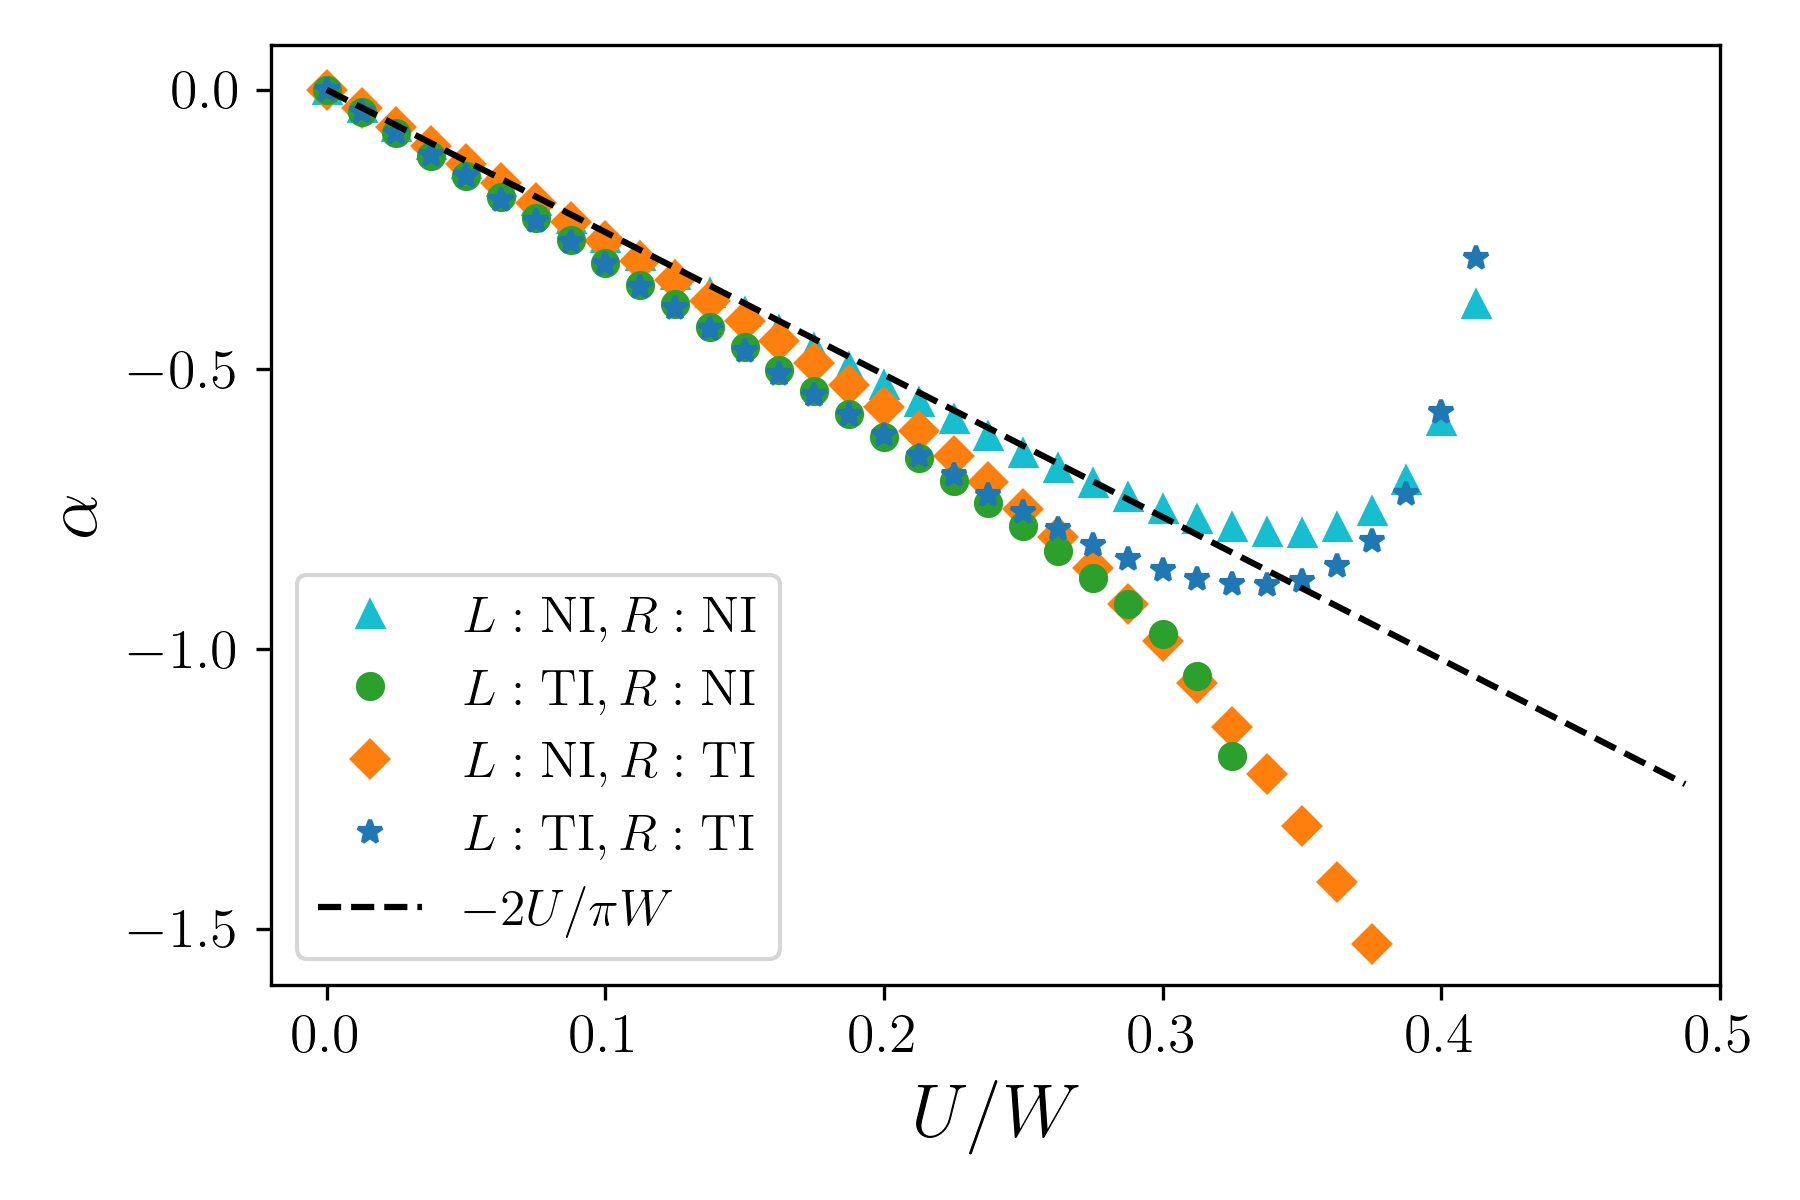 0.0
−0.5
−1.0
−1.5
α
L : NI, R : NI
L : TI, R : NI
L : NI, R : TI
L : TI, R : TI
−2U/πW
0.0 0.1 0.2 0.3 0.4 0.5
U/W